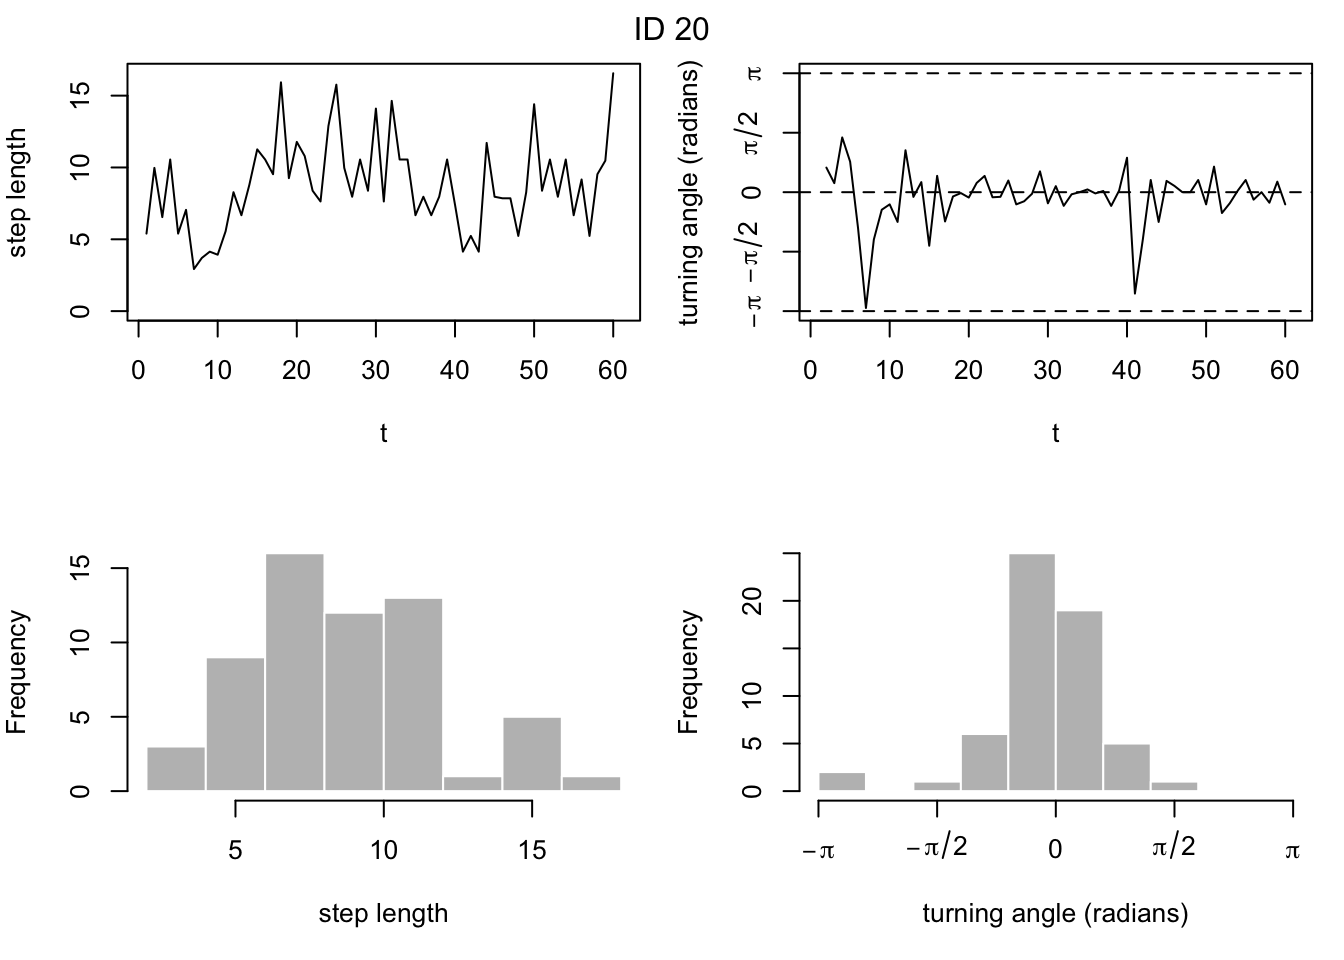 ID 20
step length
15
10
5
0
0 10 20 30 40 50 60
t
turning angle (radians)
π
π/2
0
−π/2
−π
0 10 20 30 40 50 60
t
Frequency
15
10
5
0
5 10 15
step length
Frequency
20
10
5
0
−π −π/2 0 π/2 π
turning angle (radians)